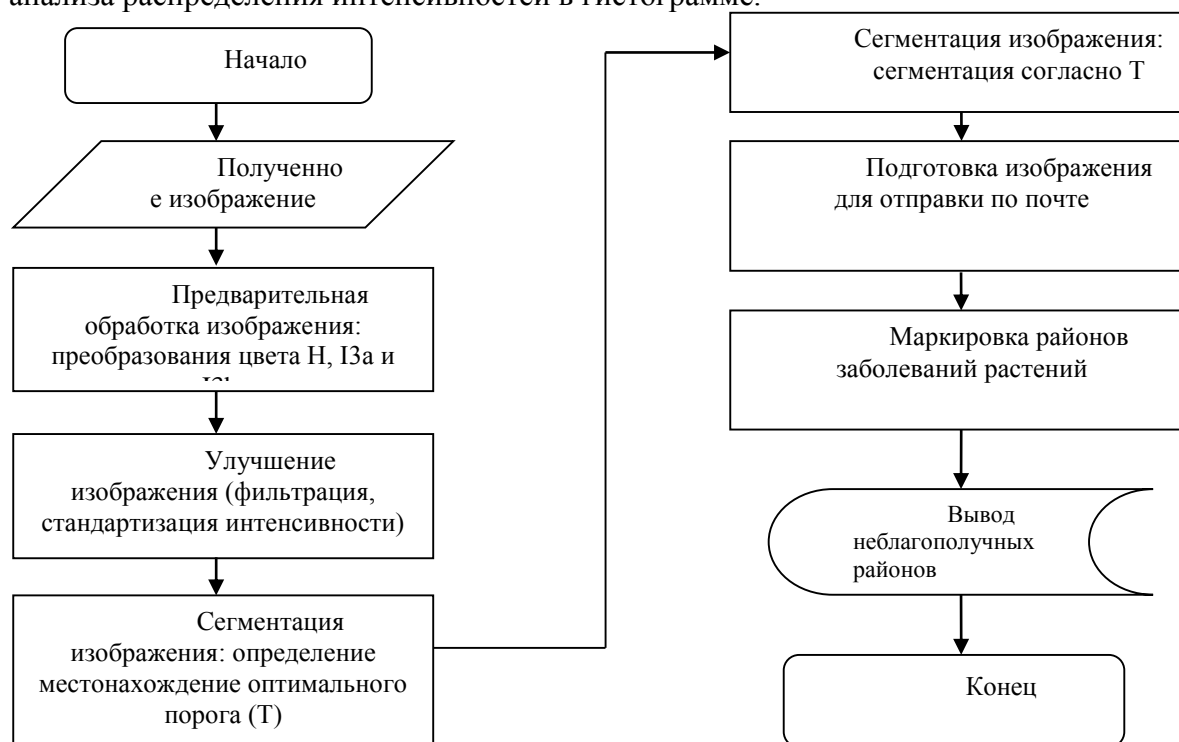 анализа распределения интенсивностей в гистограмме.
Начало
Полученно
е изображение
Предварительная
обработка изображения:
преобразования цвета H, I3a и
Улучшение
изображения (фильтрация,
стандартизация интенсивности)
Сегментация
изображения: определение
местонахождение оптимального
порога (T)
Сегментация изображения:
сегментация согласно T
Подготовка изображения
для отправки по почте
Маркировка районов
заболеваний растений
Вывод
неблагополучных
районов
Конец